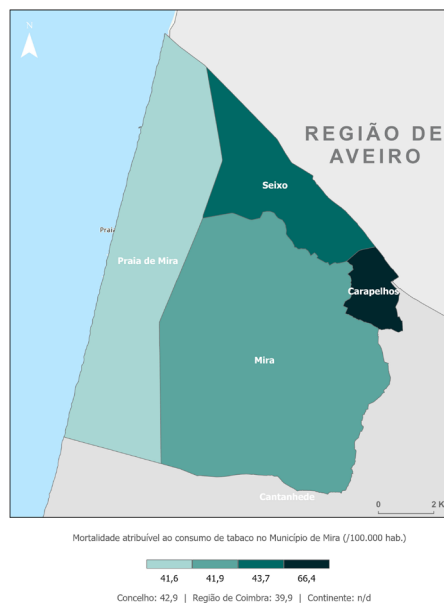 N
REGIÃO DE
AVEIRO
Seixo
Praia
Praia de Mira
Carapelhos
Mira
Cantanhede
0 2 K
Mortalidade atribuível ao consumo de tabaco no Município de Mira (/100.000 hab.)
41,6 41,9 43,7 66,4
Concelho: 42,9 | Região de Coimbra: 39,9 | Continente: n/d